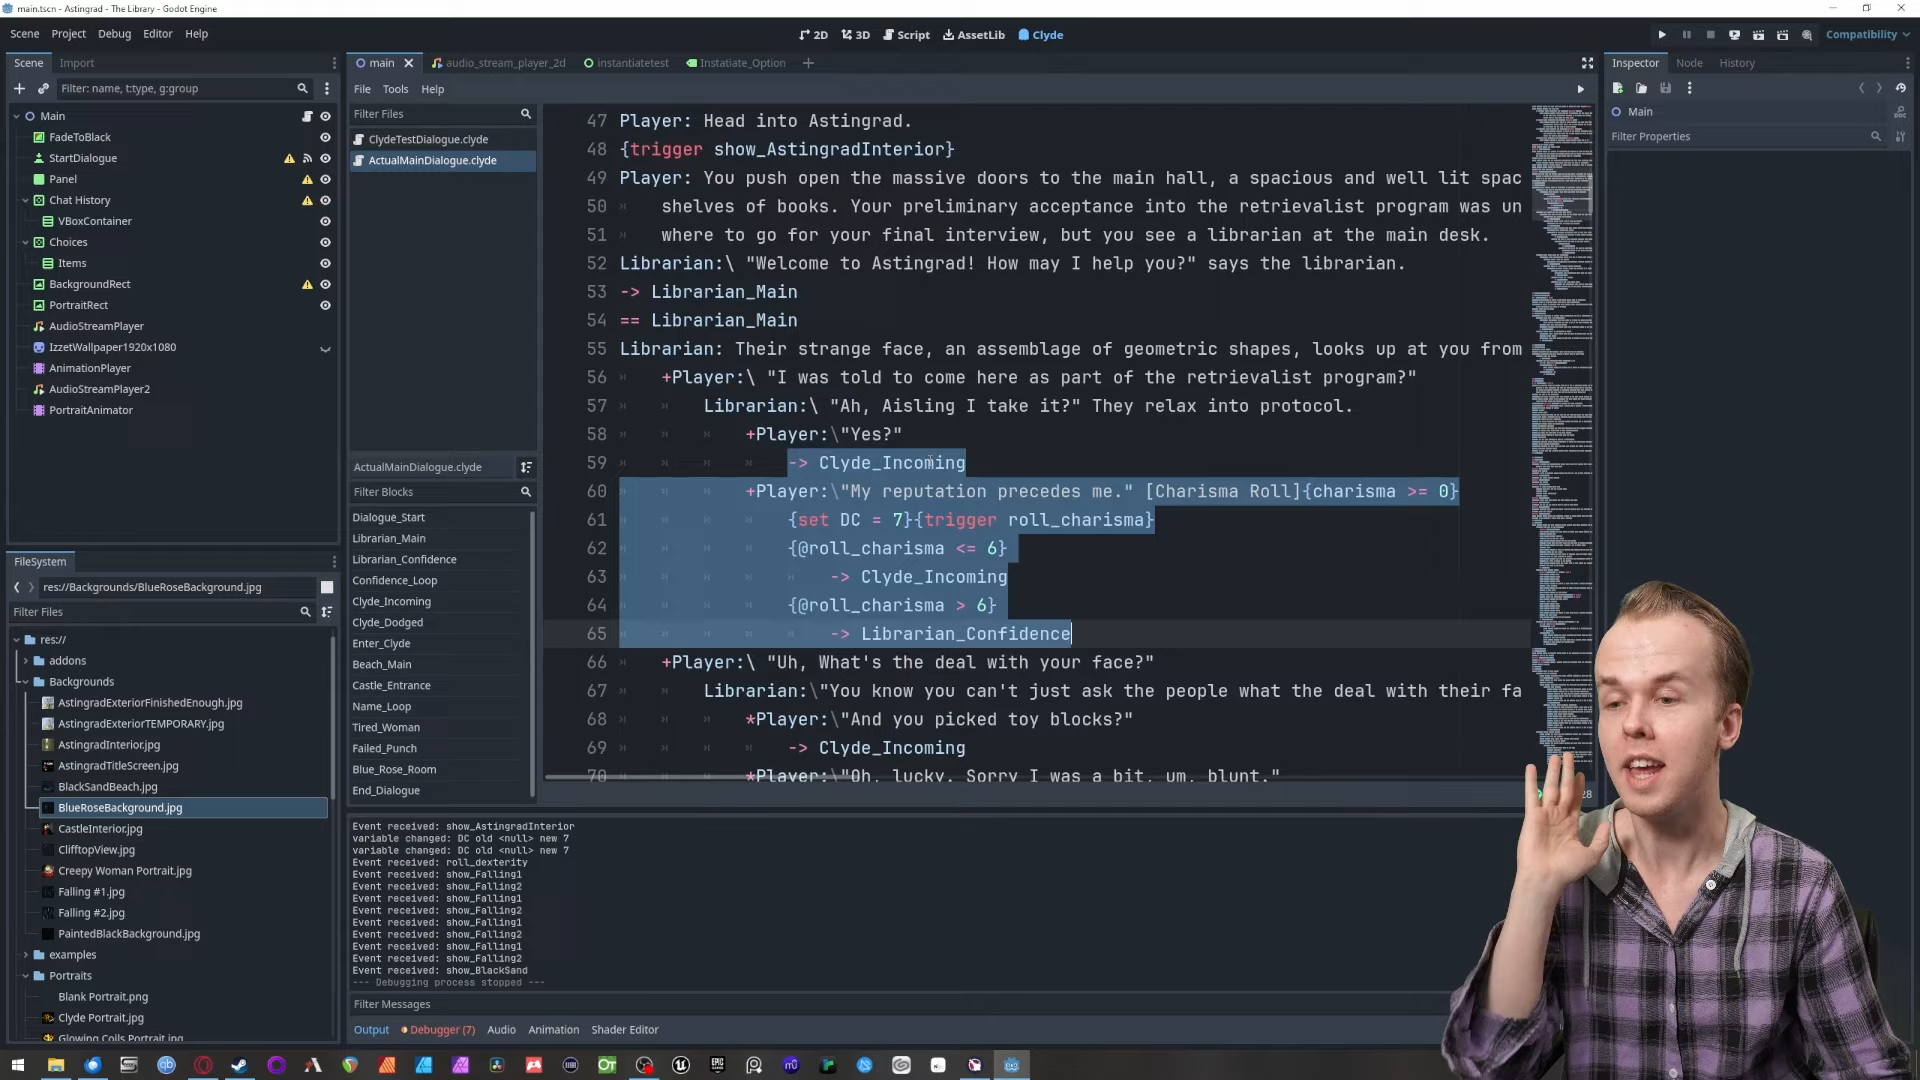 main.tscn - Astingrad - The Library - Godot Engine
Scene Project Debug Editor Help
2D 3D Script AssetLib Clyde
Compatibility
Scene Import
Filter: name, t:type, g:group
Main
FadeToBlack
StartDialogue
Panel
Chat History
VBoxContainer
Choices
Items
BackgroundRect
PortraitRect
AudioStreamPlayer
IzzetWallpaper1920x1080
AnimationPlayer
AudioStreamPlayer2
PortraitAnimator
FileSystem
res://Backgrounds/BlueRoseBackground.jpg
Filter Files
res://
addons
Backgrounds
AstingradExteriorFinishedEnough.jpg
AstingradExteriorTEMPORARY.jpg
AstingradInterior.jpg
AstingradTitleScreen.jpg
BlackSandBeach.jpg
BlueRoseBackground.jpg
CastleInterior.jpg
ClifftopView.jpg
Creepy Woman Portrait.jpg
Falling #1.jpg
Falling #2.jpg
PaintedBlackBackground.jpg
examples
Portraits
Blank Portrait.png
Clyde Portrait.jpg
Glowing Coils Portrait.jpg
main audio_stream_player_2d instantiatetest Instatiate_Option
File Tools Help
Filter Files
ClydeTestDialogue.clyde
ActualMainDialogue.clyde
ActualMainDialogue.clyde
Filter Blocks
Dialogue_Start
Librarian_Main
Librarian_Confidence
Confidence_Loop
Clyde_Incoming
Clyde_Dodged
Enter_Clyde
Beach_Main
Castle_Entrance
Name_Loop
Tired_Woman
Failed_Punch
Blue_Rose_Room
End_Dialogue
47 Player: Head into Astingrad.
48 {trigger show_AstingradInterior}
49 Player: You push open the massive doors to the main hall, a spacious and well lit spac
50 shelves of books. Your preliminary acceptance into the retrievalist program was un
51 where to go for your final interview, but you see a librarian at the main desk.
52 Librarian:\ "Welcome to Astingrad! How may I help you?" says the librarian.
53 -> Librarian_Main
54 == Librarian_Main
55 Librarian: Their strange face, an assemblage of geometric shapes, looks up at you from
56 +Player:\ "I was told to come here as part of the retrievalist program?"
57 Librarian:\ "Ah, Aisling I take it?" They relax into protocol.
58 +Player:\"Yes?"
59 -> Clyde_Incoming
60 +Player:\"My reputation precedes me." [Charisma Roll]{charisma >= 0}
61 {set DC = 7}{trigger roll_charisma}
62 {@roll_charisma <= 6}
63 -> Clyde_Incoming
64 {@roll_charisma > 6}
65 -> Librarian_Confidence
66 +Player:\ "Uh, What's the deal with your face?"
67 Librarian:\"You know you can't just ask the people what the deal with their fa
68 *Player:\"And you picked toy blocks?"
69 -> Clyde_Incoming
70 *Player:\"Oh, lucky. Sorry I was a bit, um, blunt."
28
Event received: show_AstingradInterior
variable changed: DC old <null> new 7
variable changed: DC old <null> new 7
Event received: roll_dexterity
Event received: show_Falling1
Event received: show_Falling2
Event received: show_Falling1
Event received: show_Falling2
Event received: show_Falling1
Event received: show_Falling2
Event received: show_Falling1
Event received: show_Falling2
Event received: show_BlackSand
--- Debugging process stopped ---
Filter Messages
Output Debugger (7) Audio Animation Shader Editor
Inspector Node History
Main
Filter Properties